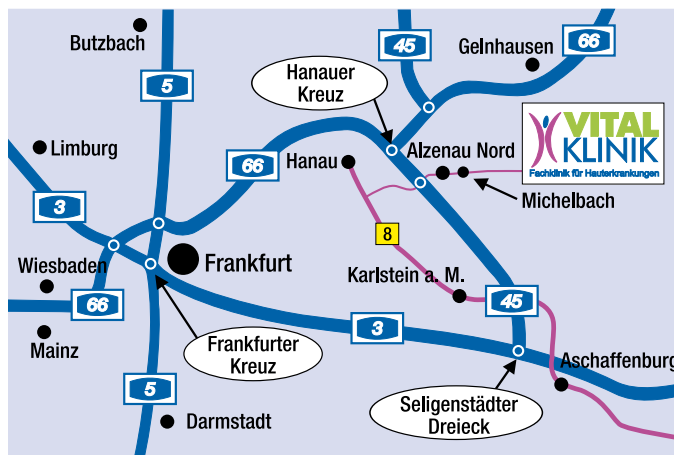 Butzbach
45
Gelnhausen
66
5
Hanauer
Kreuz
VITAL
KLINIK
Fachklinik für Hauterkrankungen
Limburg
66
Hanau
Alzenau Nord
Michelbach
3
8
Wiesbaden
Frankfurt
Karlstein a. M.
66
45
Mainz
Frankfurter
Kreuz
3
Aschaffenburg
5
Darmstadt
Seligenstädter
Dreieck